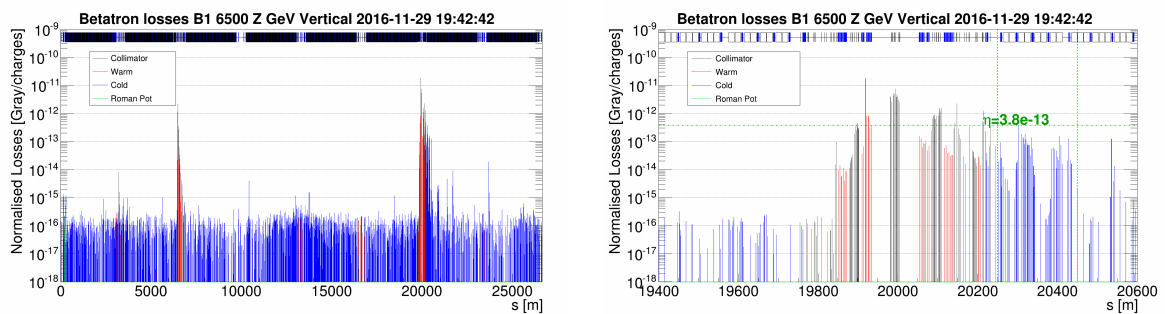 Betatron losses B1 6500 Z GeV Vertical 2016-11-29 19:42:42
Normalised Losses [Gray/charges]
10-9
10-10
10-11
10-12
10-13
10-14
10-15
10-16
10-17
10-18
Collimator
Warm
Cold
Roman Pot
0 5000 10000 15000 20000 25000
s [m]
Betatron losses B1 6500 Z GeV Vertical 2016-11-29 19:42:42
Normalised Losses [Gray/charges]
10-9
10-10
10-11
10-12
10-13
10-14
10-15
10-16
10-17
10-18
Collimator
Warm
Cold
Roman Pot
η=3.8e-13
19400 19600 19800 20000 20200 20400 20600
s [m]